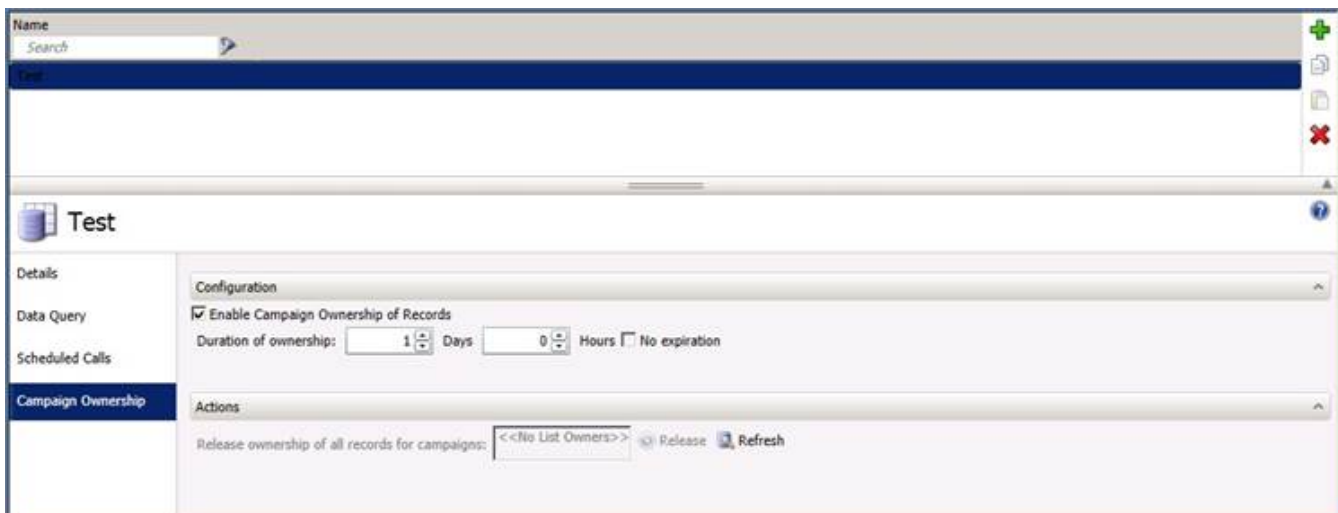 Name
Search
Test
Test
Details
Data Query
Scheduled Calls
Campaign Ownership
Configuration
Enable Campaign Ownership of Records
Duration of ownership: 1 Days 0 Hours No expiration
Actions
Release ownership of all records for campaigns: <<No List Owners>> Release Refresh